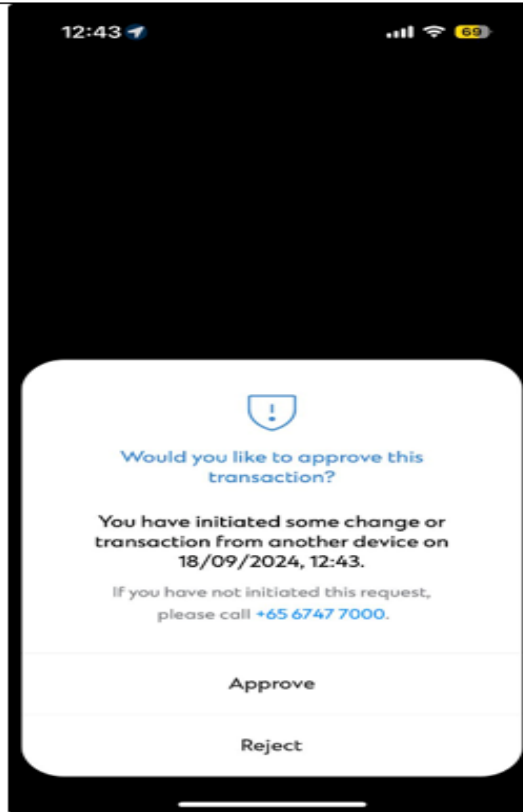 12:43
69
!
Would you like to approve this
transaction?
You have initiated some change or
transaction from another device on
18/09/2024, 12:43.
If you have not initiated this request,
please call +65 6747 7000.
Approve
Reject